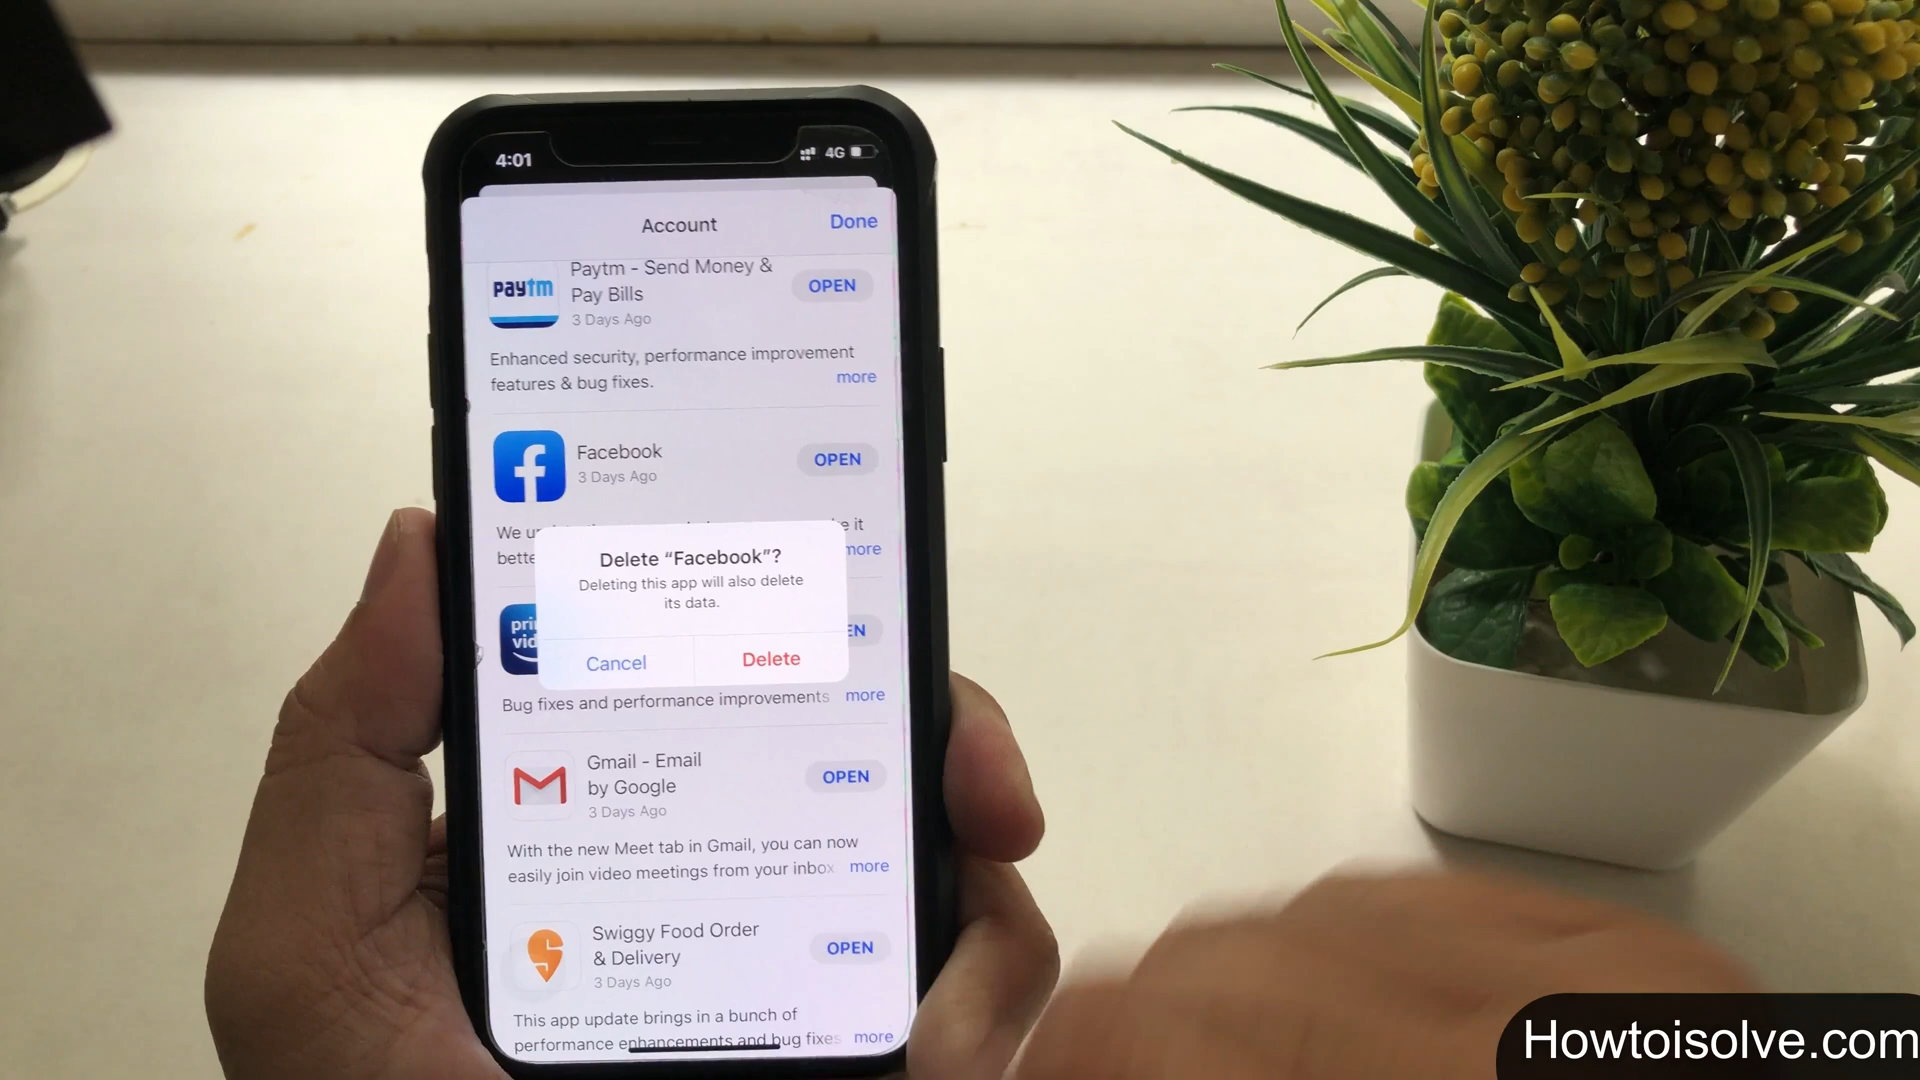 4:01
4G
Account
Done
Paytm - Send Money &
Pay Bills
3 Days Ago
OPEN
paytm
Enhanced security, performance improvement
features & bug fixes.
more
Facebook
3 Days Ago
OPEN
f
We
it
more
Delete “Facebook”?
Deleting this app will also delete
its data.
Cancel
Delete
Bug fixes and performance improvements
more
Gmail - Email
by Google
3 Days Ago
OPEN
With the new Meet tab in Gmail, you can now
easily join video meetings from your inbox
more
Swiggy Food Order
& Delivery
3 Days Ago
OPEN
This app update brings in a bunch of
performance enhancements and bug fixes
more
Howtoisolve.com